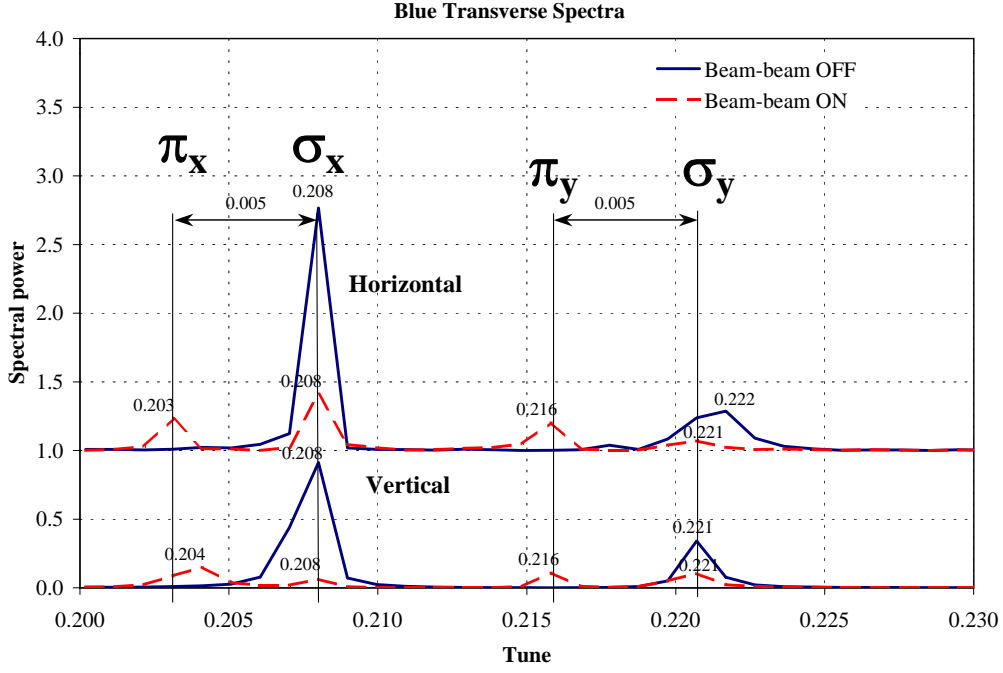 Blue Transverse Spectra
4.0
3.5
3.0
2.5
2.0
1.5
1.0
0.5
0.0
Spectral power
Beam-beam OFF
Beam-beam ON
πx
σx
πy
σy
0.208
0.005
0.005
Horizontal
0.203
0.208
0.216
0.222
0.221
0.208
Vertical
0.204
0.208
0.216
0.221
0.221
0.200
0.205
0.210
0.215
0.220
0.225
0.230
Tune